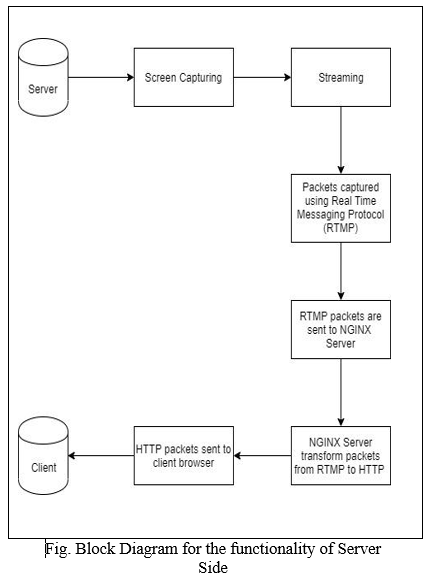 Server
Screen Capturing
Streaming
Packets captured
using Real Time
Messaging Protocol
(RTMP)
RTMP packets are
sent to NGINX
Server
NGINX Server
transform packets
from RTMP to HTTP
HTTP packets sent to
client browser
Client
Fig. Block Diagram for the functionality of Server
Side